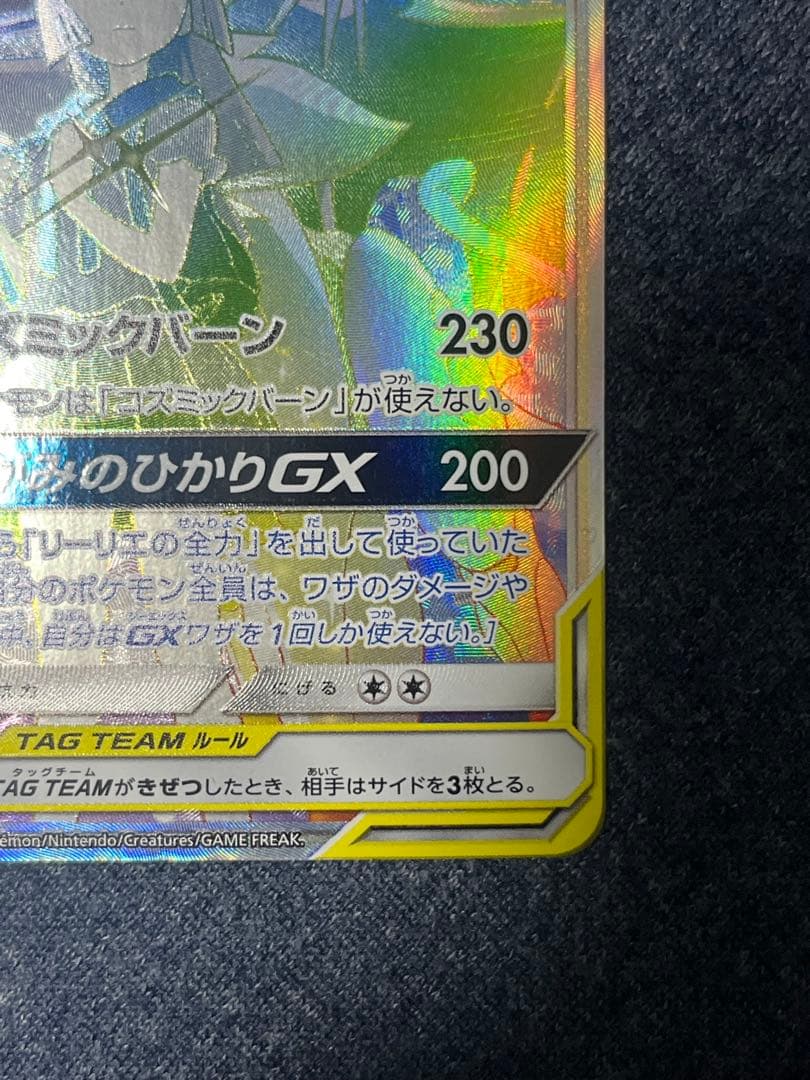 ズミックバーン 230
ーモンは「コズミックバーン」が使えない。
みのひかりGX 200
ら「リーリエの全力」を出して使っていた
自分のポケモン全員は、ワザのダメージや
中、自分はGXワザを1回しか使えない。]
にげる
TAG TEAM ルール
TAG TEAMがきぜつしたとき、相手はサイドを3枚とる。
émon/Nintendo/Creatures/GAME FREAK.